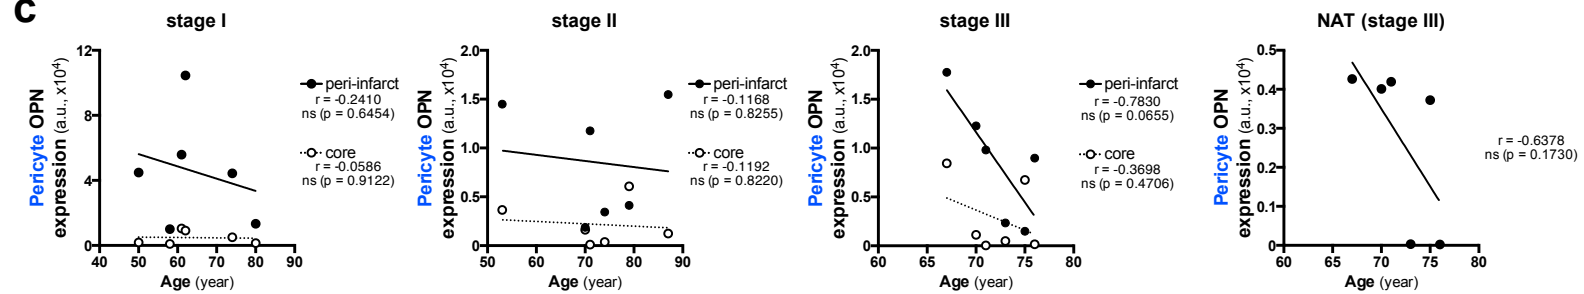 C
stage I
stage II
stage III
NAT (stage III)
Pericyte OPN
expression (a.u., x10⁴)
12
8
4
0
40 50 60 70 80 90
Age (year)
peri-infarct
r = -0.2410
ns (p = 0.6454)
core
r = -0.0586
ns (p = 0.9122)
Pericyte OPN
expression (a.u., x10⁴)
2.0
1.5
1.0
0.5
0
50 60 70 80 90
Age (year)
peri-infarct
r = -0.1168
ns (p = 0.8255)
core
r = -0.1192
ns (p = 0.8220)
Pericyte OPN
expression (a.u., x10⁴)
2.0
1.5
1.0
0.5
0
60 65 70 75 80
Age (year)
peri-infarct
r = -0.7830
ns (p = 0.0655)
core
r = -0.3698
ns (p = 0.4706)
Pericyte OPN
expression (a.u., x10⁴)
0.5
0.4
0.3
0.2
0.1
0
60 65 70 75 80
Age (year)
r = -0.6378
ns (p = 0.1730)